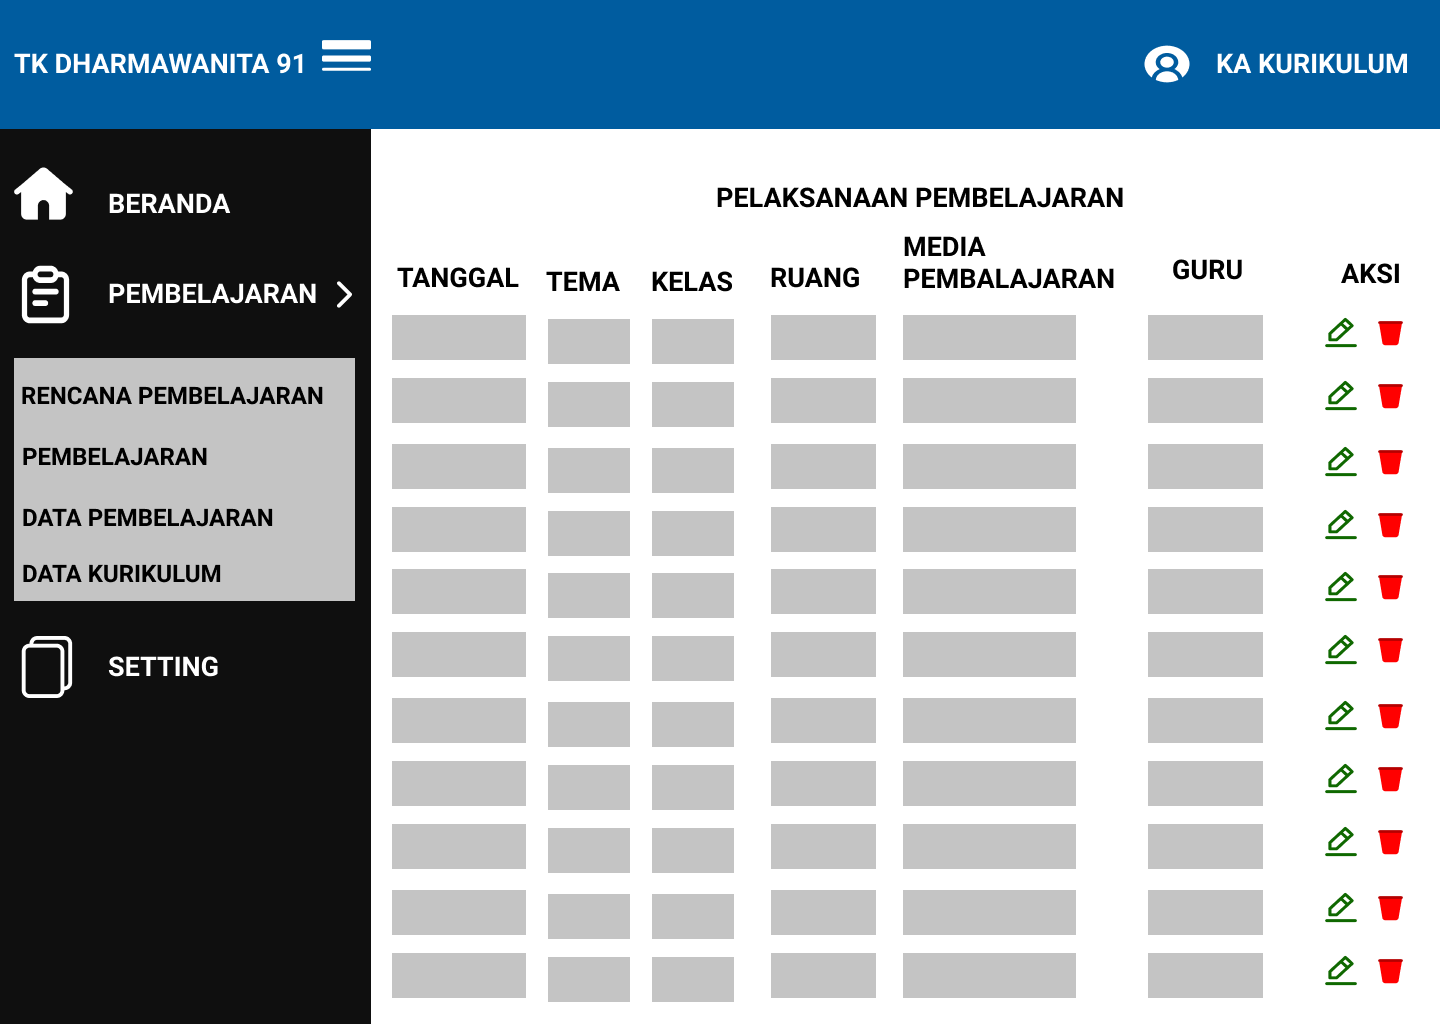 TK DHARMAWANITA 91
KA KURIKULUM
BERANDA
PEMBELAJARAN
RENCANA PEMBELAJARAN
PEMBELAJARAN
DATA PEMBELAJARAN
DATA KURIKULUM
SETTING
PELAKSANAAN PEMBELAJARAN
TANGGAL
TEMA
KELAS
RUANG
MEDIA
PEMBALAJARAN
GURU
AKSI